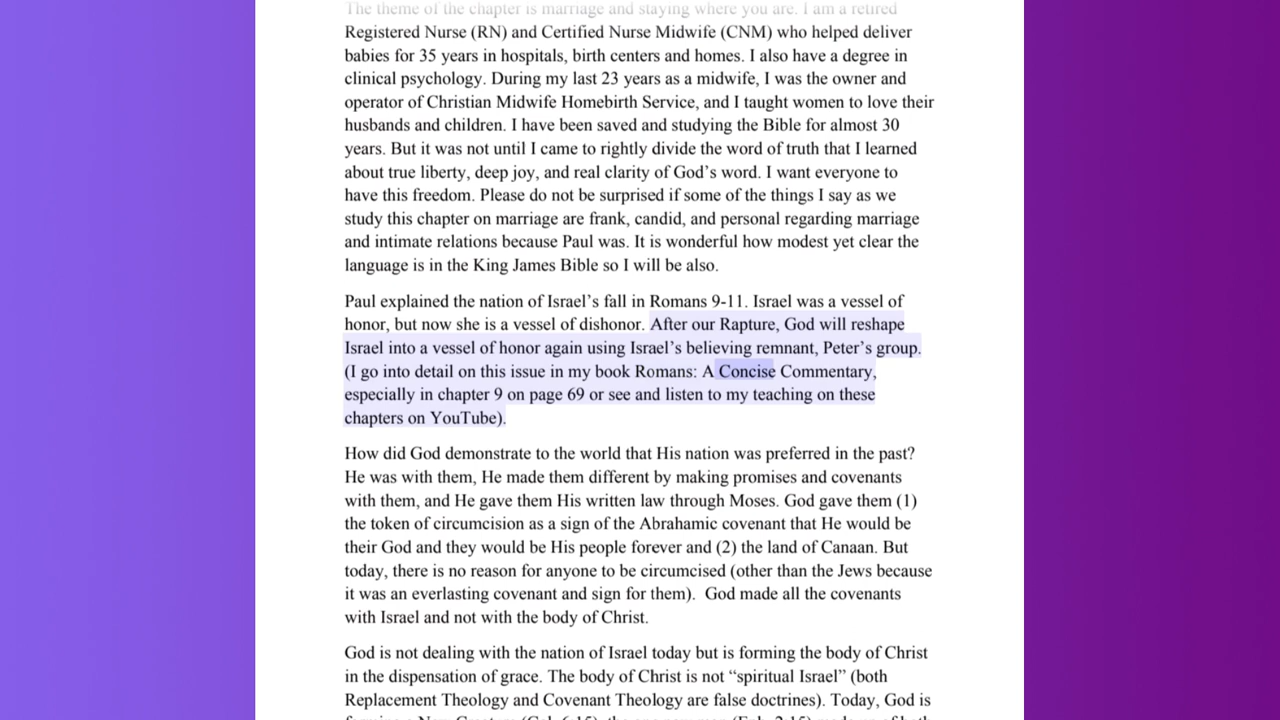 The theme of the chapter is marriage and staying where you are. I am a retired
Registered Nurse (RN) and Certified Nurse Midwife (CNM) who helped deliver
babies for 35 years in hospitals, birth centers and homes. I also have a degree in
clinical psychology. During my last 23 years as a midwife, I was the owner and
operator of Christian Midwife Homebirth Service, and I taught women to love their
husbands and children. I have been saved and studying the Bible for almost 30
years. But it was not until I came to rightly divide the word of truth that I learned
about true liberty, deep joy, and real clarity of God’s word. I want everyone to
have this freedom. Please do not be surprised if some of the things I say as we
study this chapter on marriage are frank, candid, and personal regarding marriage
and intimate relations because Paul was. It is wonderful how modest yet clear the
language is in the King James Bible so I will be also.
Paul explained the nation of Israel’s fall in Romans 9-11. Israel was a vessel of
honor, but now she is a vessel of dishonor. After our Rapture, God will reshape
Israel into a vessel of honor again using Israel’s believing remnant, Peter’s group.
(I go into detail on this issue in my book Romans: A Concise Commentary,
especially in chapter 9 on page 69 or see and listen to my teaching on these
chapters on YouTube).
How did God demonstrate to the world that His nation was preferred in the past?
He was with them, He made them different by making promises and covenants
with them, and He gave them His written law through Moses. God gave them (1)
the token of circumcision as a sign of the Abrahamic covenant that He would be
their God and they would be His people forever and (2) the land of Canaan. But
today, there is no reason for anyone to be circumcised (other than the Jews because
it was an everlasting covenant and sign for them).  God made all the covenants
with Israel and not with the body of Christ.
God is not dealing with the nation of Israel today but is forming the body of Christ
in the dispensation of grace. The body of Christ is not “spiritual Israel” (both
Replacement Theology and Covenant Theology are false doctrines). Today, God is